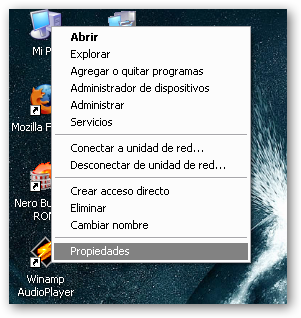 Mi P
Abrir
Explorar
Agregar o quitar programas
Administrador de dispositivos
Administrar
Servicios
Mozilla F
Conectar a unidad de red...
Desconectar de unidad de red...
Nero Bu
ROM
Crear acceso directo
Eliminar
Cambiar nombre
Propiedades
Winamp
AudioPlayer